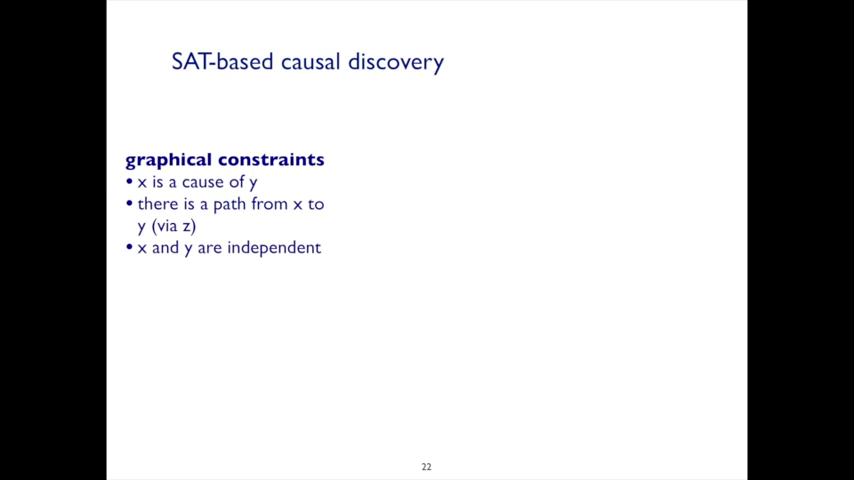 SAT-based causal discovery
graphical constraints
• x is a cause of y
• there is a path from x to
y (via z)
• x and y are independent
22